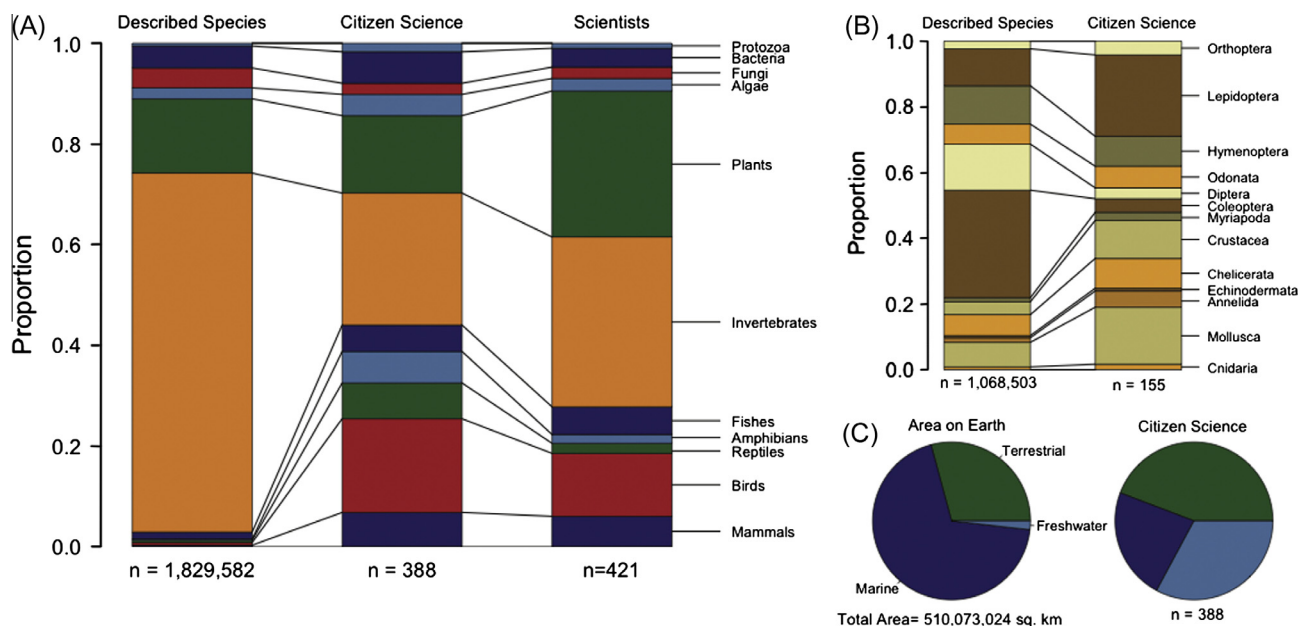 (A)
Described Species
Citizen Science
Scientists
Proportion
1.0
0.8
0.6
0.4
0.2
0.0
Protozoa
Bacteria
Fungi
Algae
Plants
Invertebrates
Fishes
Amphibians
Reptiles
Birds
Mammals
n = 1,829,582
n = 388
n=421
(B)
Described Species
Citizen Science
Proportion
1.0
0.8
0.6
0.4
0.2
0.0
Orthoptera
Lepidoptera
Hymenoptera
Odonata
Diptera
Coleoptera
Myriapoda
Crustacea
Chelicerata
Echinodermata
Annelida
Mollusca
Cnidaria
n = 1,068,503
n = 155
(C)
Area on Earth
Citizen Science
Terrestrial
Freshwater
Marine
Total Area= 510,073,024 sq. km
n = 388